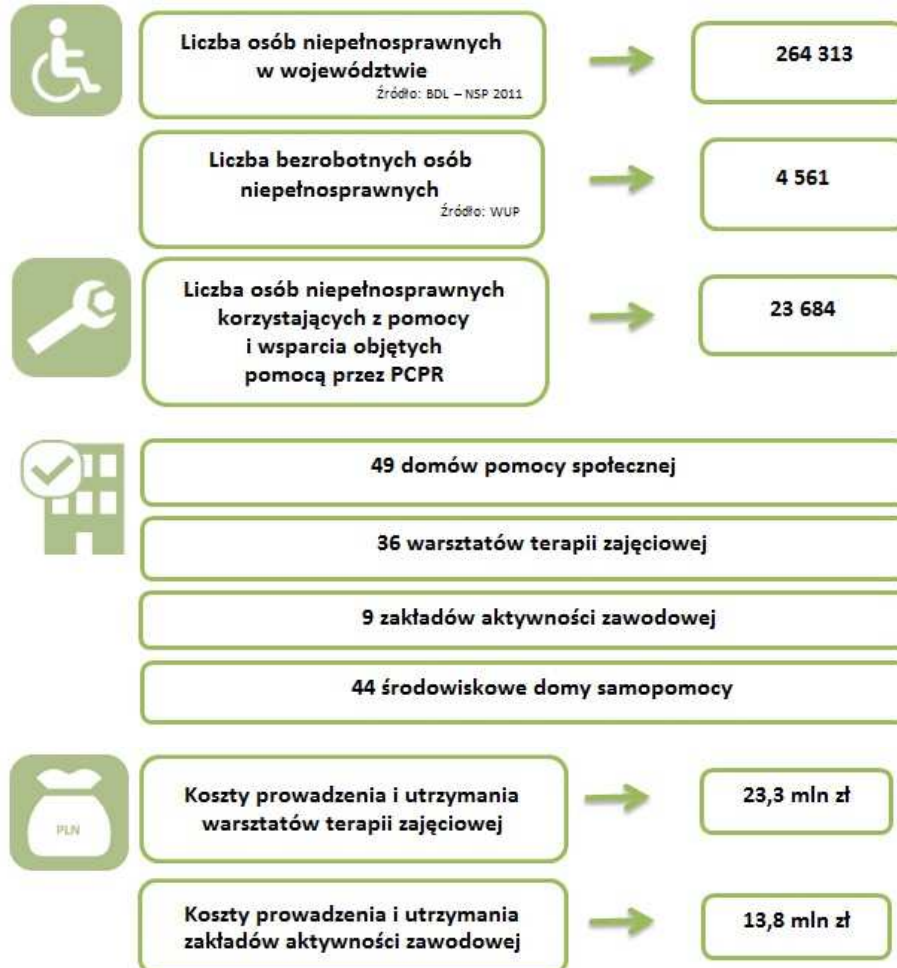 Liczba osób niepełnosprawnych
w województwie
Źródło: BDL – NSP 2011
264 313
Liczba bezrobotnych osób
niepełnosprawnych
Źródło: WUP
4 561
Liczba osób niepełnosprawnych
korzystających z pomocy
i wsparcia objętych
pomocą przez PCPR
23 684
49 domów pomocy społecznej
36 warsztatów terapii zajęciowej
9 zakładów aktywności zawodowej
44 środowiskowe domy samopomocy
PLN
Koszty prowadzenia i utrzymania
warsztatów terapii zajęciowej
23,3 mln zł
Koszty prowadzenia i utrzymania
zakładów aktywności zawodowej
13,8 mln zł